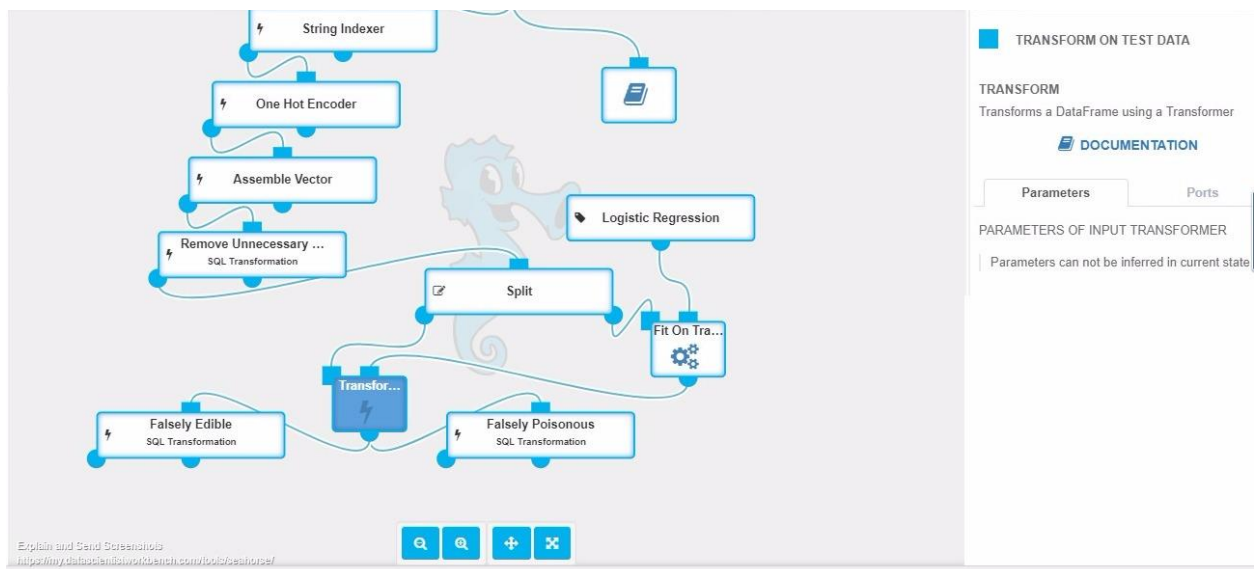 String Indexer
One Hot Encoder
Assemble Vector
Remove Unnecessary ...
SQL Transformation
Logistic Regression
Split
Fit On Tra...
Transfor...
Falsely Edible
SQL Transformation
Falsely Poisonous
SQL Transformation
Explain and Send Screenshots
https://my.datascientistworkbench.com/tools/seahorse/
TRANSFORM ON TEST DATA
TRANSFORM
Transforms a DataFrame using a Transformer
DOCUMENTATION
Parameters Ports
PARAMETERS OF INPUT TRANSFORMER
Parameters can not be inferred in current state